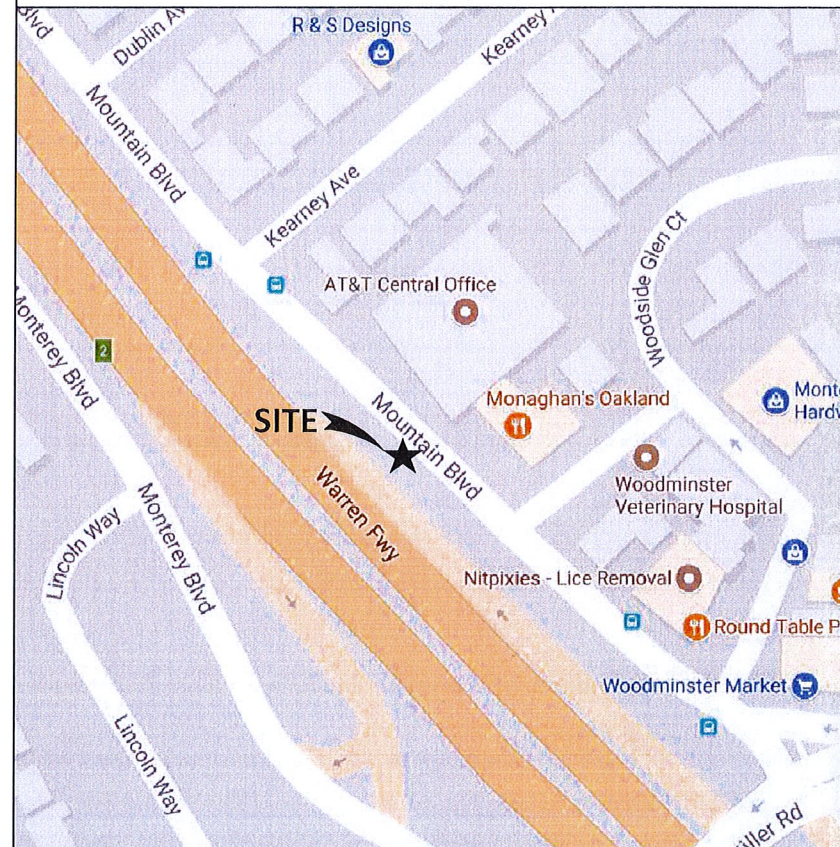 Blvd
Dublin Av
R & S Designs
Kearney
Mountain Blvd
Kearney Ave
AT&T Central Office
Woodside Glen Ct
Monterey Blvd
2
SITE
Mountain Blvd
Monaghan's Oakland
Mont
Hardw
Warren Fwy
Woodminster
Veterinary Hospital
Lincoln Way
Monterey Blvd
Nitpixies - Lice Removal
Round Table P
Woodminster Market
Lincoln Way
ller Rd